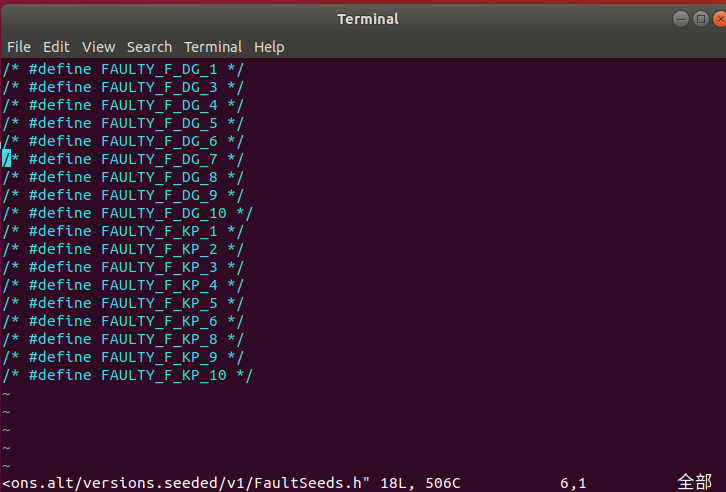 Terminal
File Edit View Search Terminal Help
/* #define FAULTY_F_DG_1 */
/* #define FAULTY_F_DG_3 */
/* #define FAULTY_F_DG_4 */
/* #define FAULTY_F_DG_5 */
/* #define FAULTY_F_DG_6 */
/* #define FAULTY_F_DG_7 */
/* #define FAULTY_F_DG_8 */
/* #define FAULTY_F_DG_9 */
/* #define FAULTY_F_DG_10 */
/* #define FAULTY_F_KP_1 */
/* #define FAULTY_F_KP_2 */
/* #define FAULTY_F_KP_3 */
/* #define FAULTY_F_KP_4 */
/* #define FAULTY_F_KP_5 */
/* #define FAULTY_F_KP_6 */
/* #define FAULTY_F_KP_8 */
/* #define FAULTY_F_KP_9 */
/* #define FAULTY_F_KP_10 */
~
~
~
~
~
<ons.alt/versions.seeded/v1/FaultSeeds.h" 18L, 506C 6,1 全部